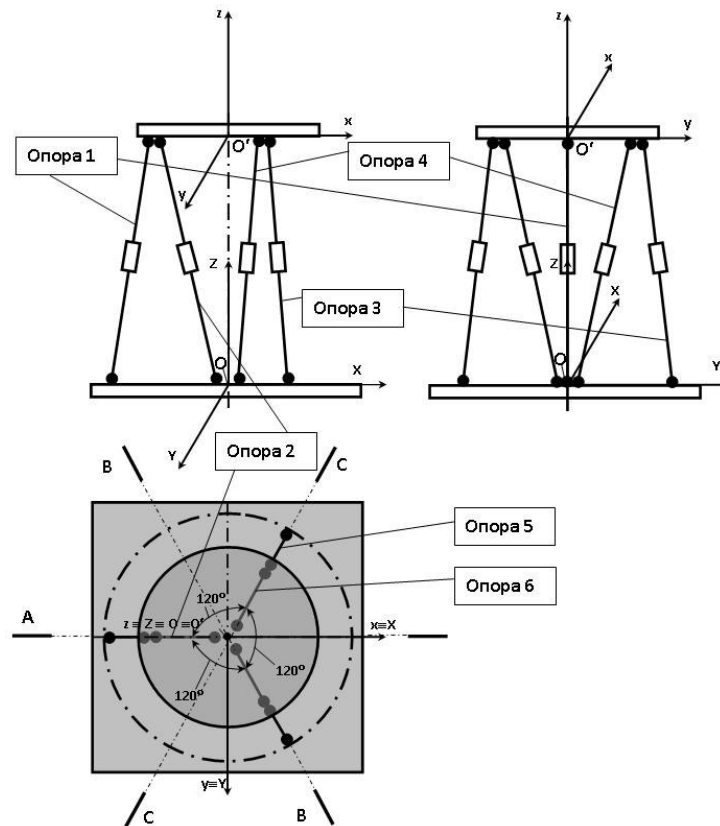 z
z
x
x
y
O′
O′
Опора 1
Опора 4
y
Z
Z
X
Опора 3
O
O
X
Y
Y
Опора 2
B
C
Опора 5
Опора 6
120°
A
z ≡ Z ≡ O ≡ O′
x≡X
120°
120°
y≡Y
C
B